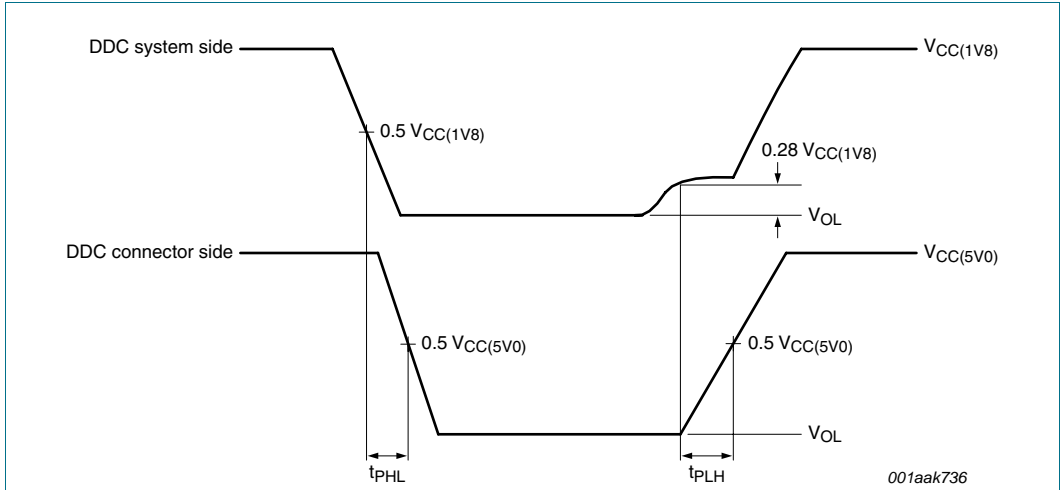 DDC system side
VCC(1V8)
0.5 VCC(1V8)
0.28 VCC(1V8)
VOL
DDC connector side
VCC(5V0)
0.5 VCC(5V0)
0.5 VCC(5V0)
VOL
tPHL
tPLH
001aak736